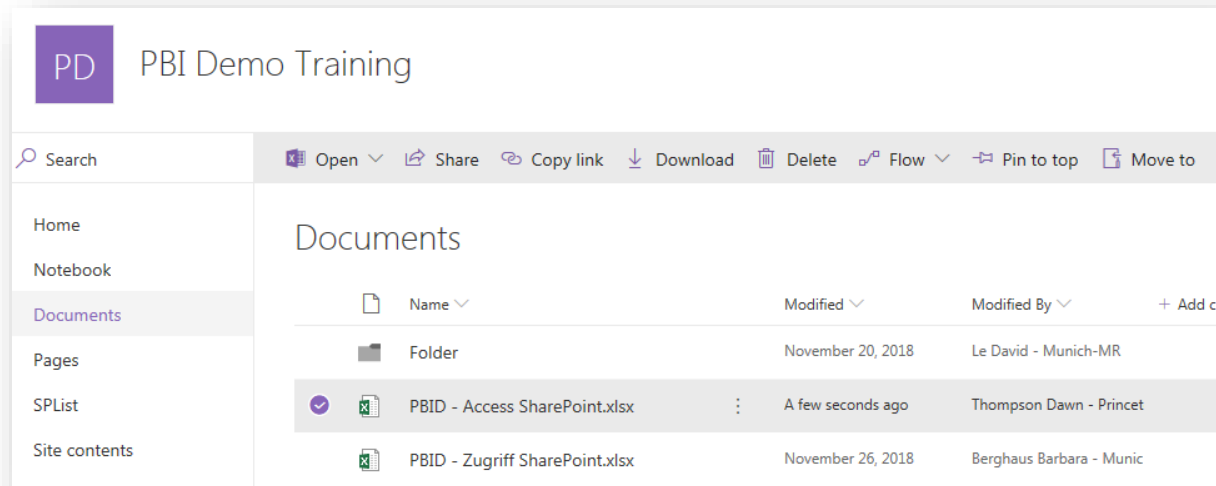 PD PBI Demo Training
Search Open Share Copy link Download Delete Flow Pin to top Move to
Home
Notebook
Documents
Pages
SPList
Site contents
Documents
Name Modified Modified By + Add c
Folder November 20, 2018 Le David - Munich-MR
PBID - Access SharePoint.xlsx A few seconds ago Thompson Dawn - Princet
PBID - Zugriff SharePoint.xlsx November 26, 2018 Berghaus Barbara - Munic